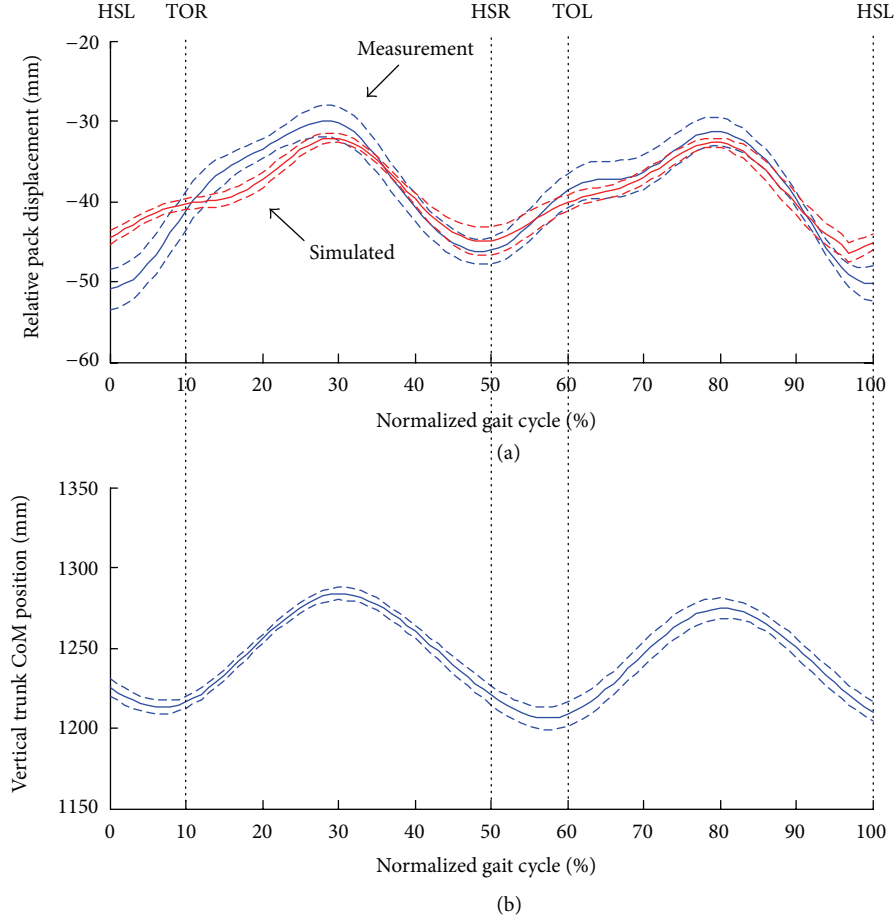 HSL TOR HSR TOL HSL
−20
−30
−40
−50
−60
Relative pack displacement (mm)
Measurement
Simulated
0 10 20 30 40 50 60 70 80 90 100
Normalized gait cycle (%)
(a)
1350
1300
1250
1200
1150
Vertical trunk CoM position (mm)
0 10 20 30 40 50 60 70 80 90 100
Normalized gait cycle (%)
(b)